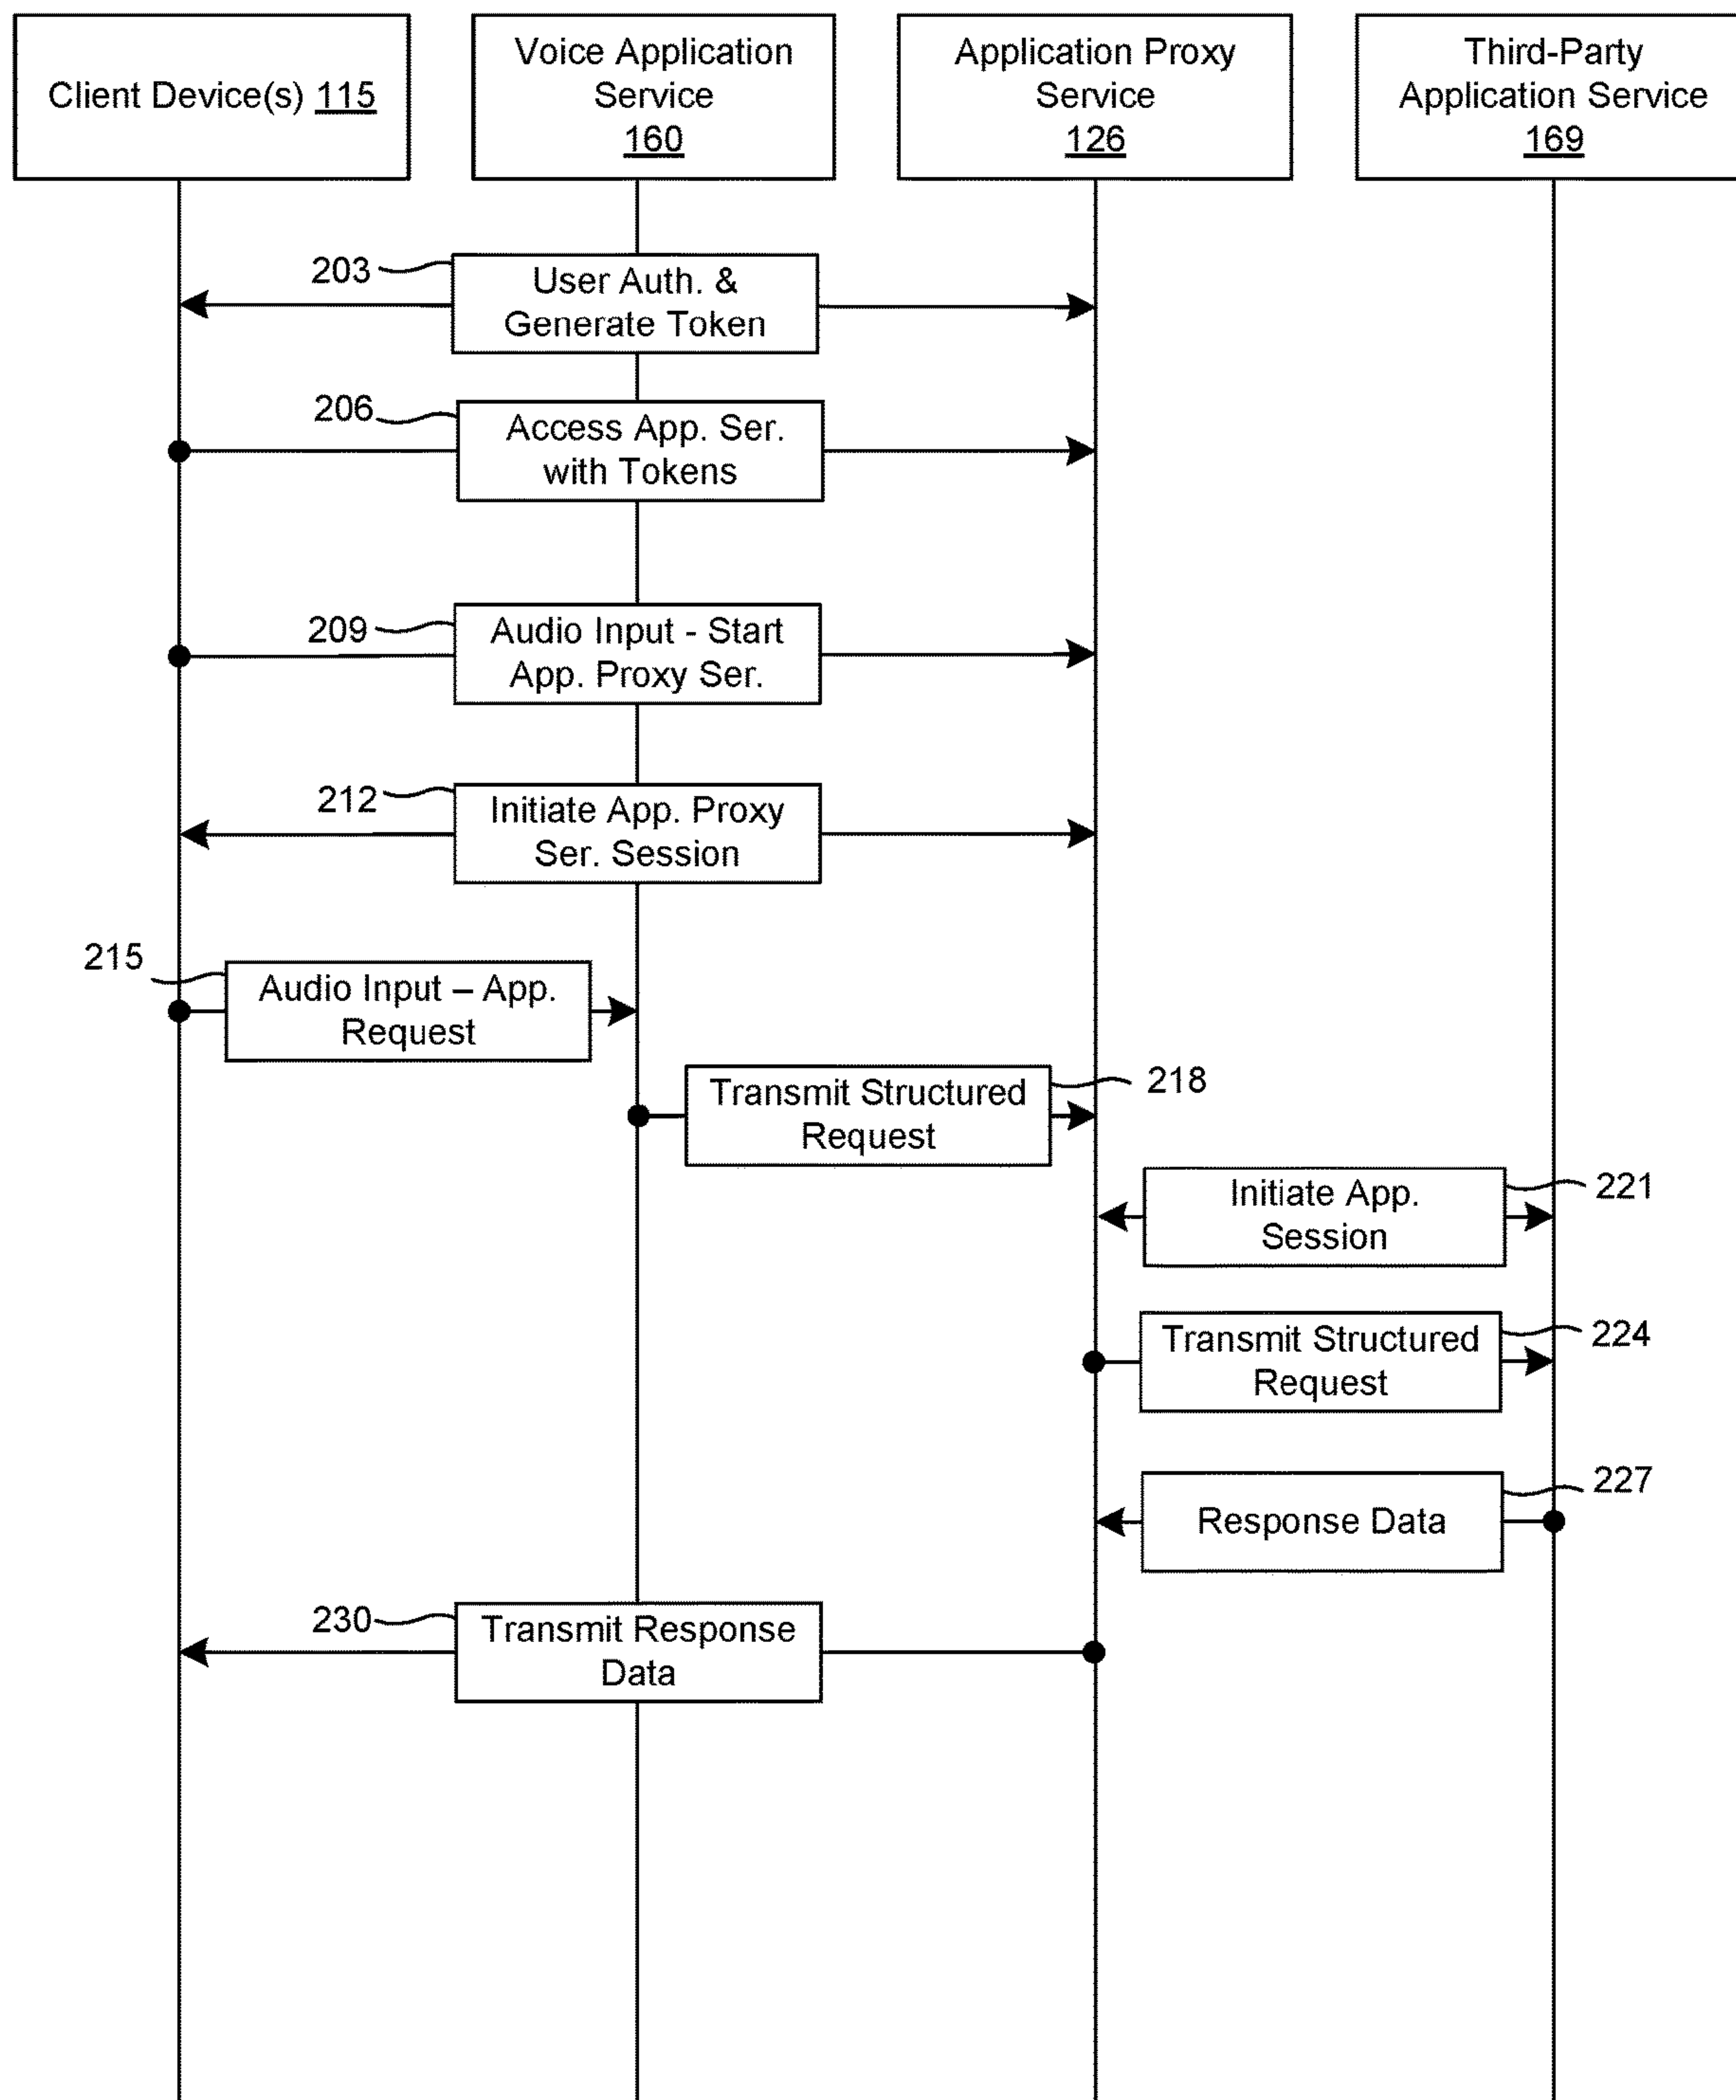 Client Device(s) 115
Voice Application
Service
160
Application Proxy
Service
126
Third-Party
Application Service
169
203
User Auth. &
Generate Token
206
Access App. Ser.
with Tokens
209
Audio Input - Start
App. Proxy Ser.
212
Initiate App. Proxy
Ser. Session
215
Audio Input – App.
Request
Transmit Structured
Request
218
Initiate App.
Session
221
Transmit Structured
Request
224
Response Data
227
230
Transmit Response
Data